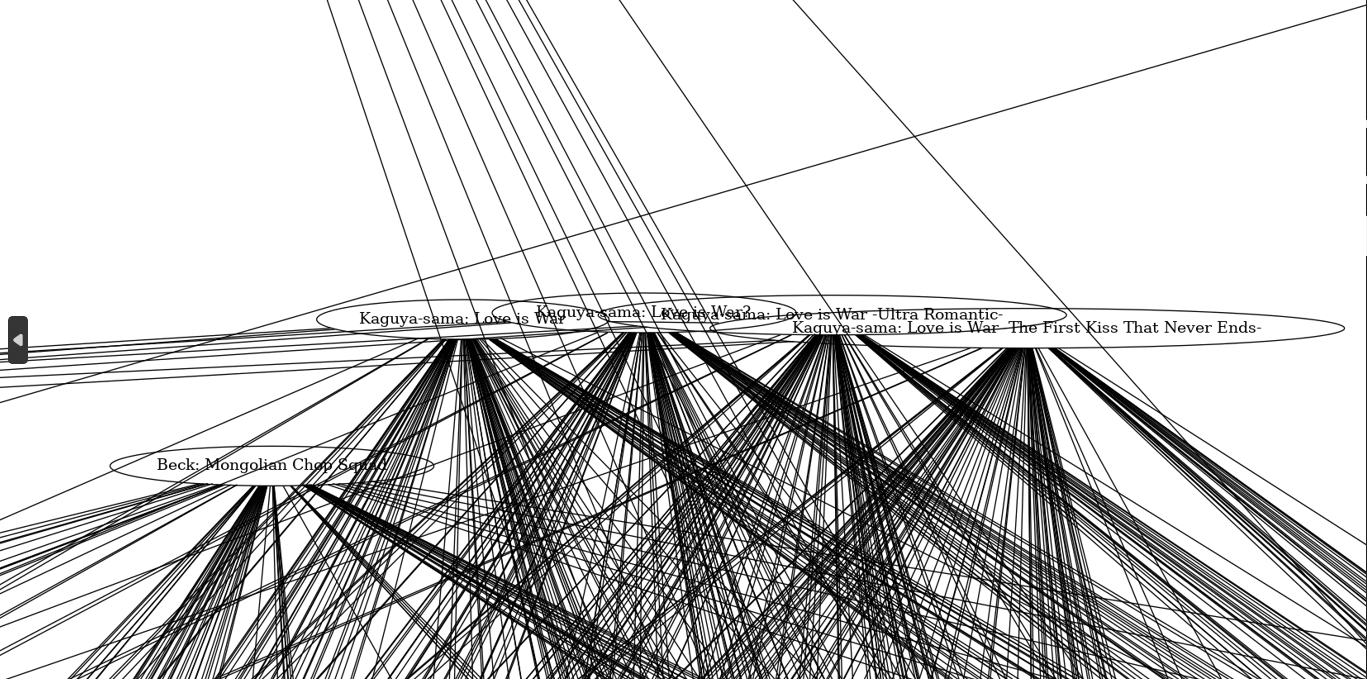 Kaguya-sama: Love is War
Kaguya-sama: Love is War?
Kaguya-sama: Love is War -Ultra Romantic-
Kaguya-sama: Love is War -The First Kiss That Never Ends-
Beck: Mongolian Chop Squad